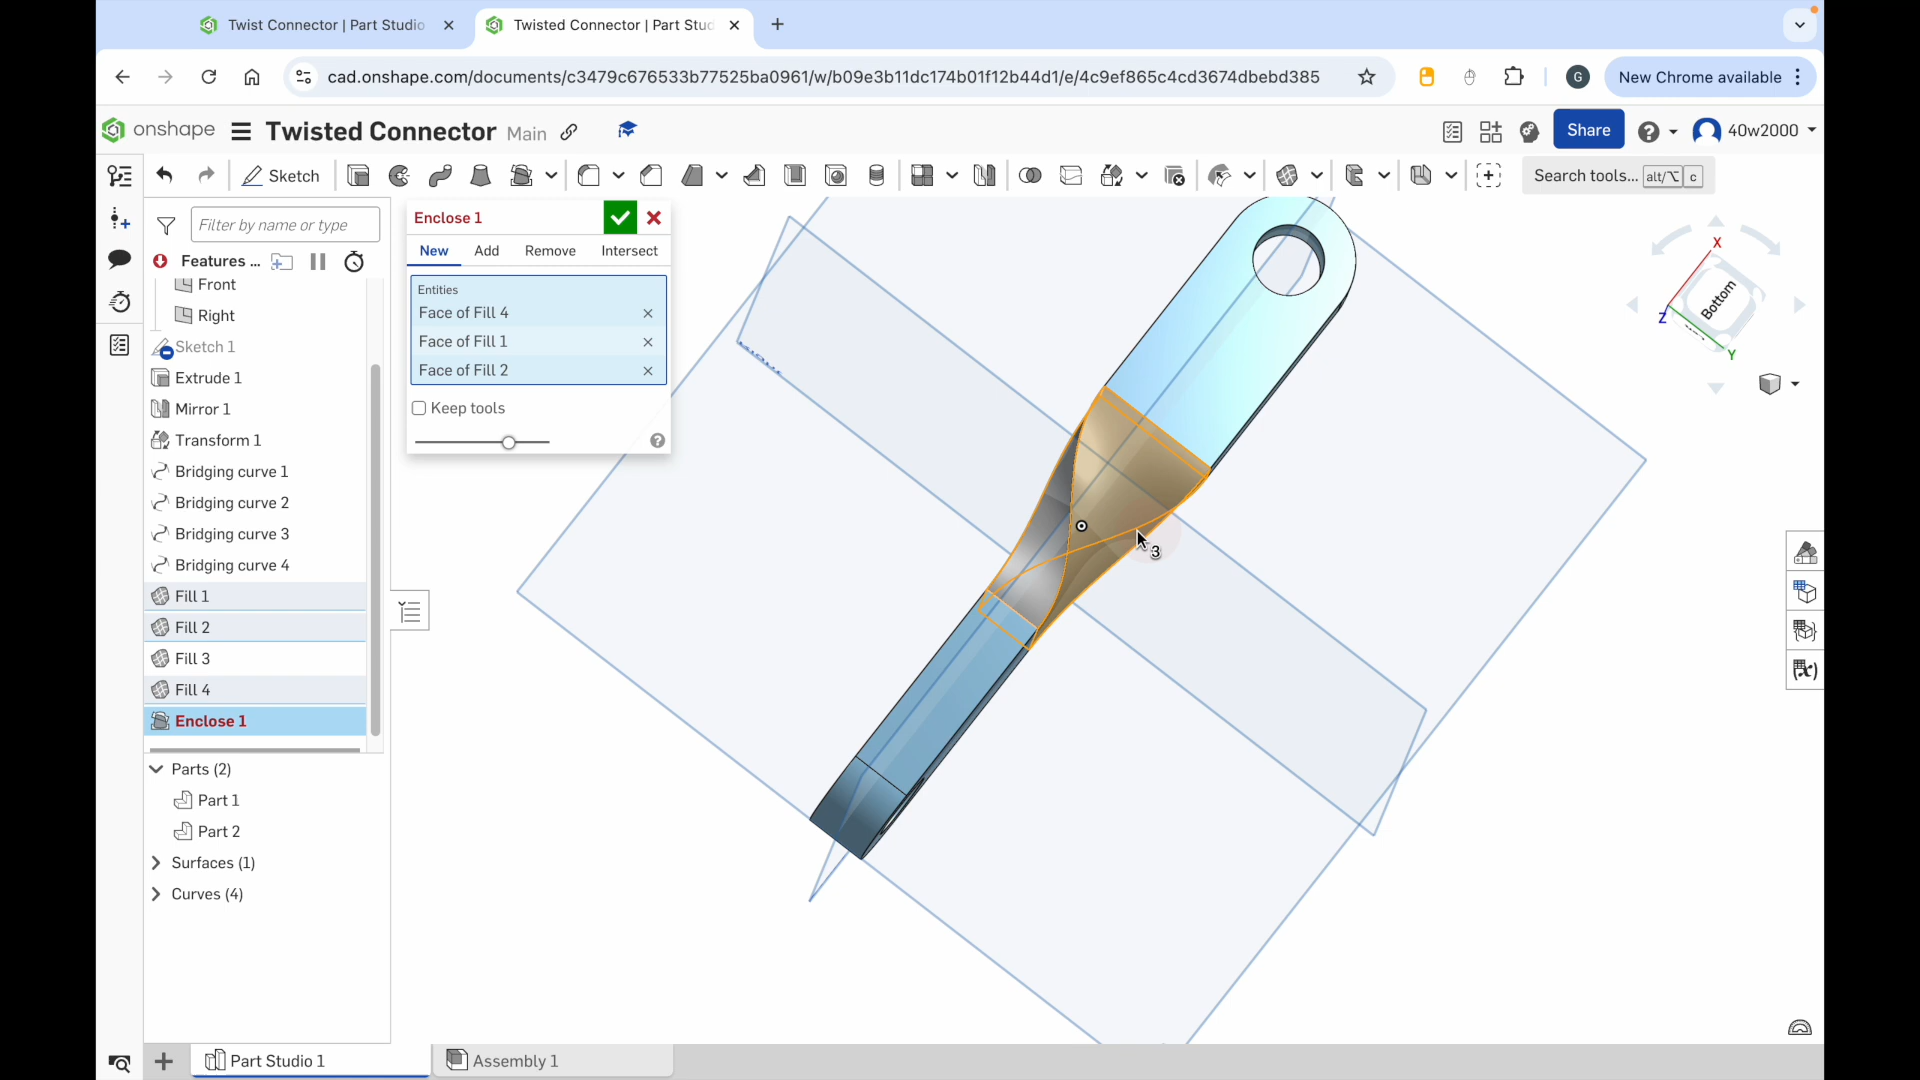 Twist Connector | Part Studio
Twisted Connector | Part Stud
cad.onshape.com/documents/c3479c676533b77525ba0961/w/b09e3b11dc174b01f12b44d1/e/4c9ef865c4cd3674dbebd385
G
New Chrome available
onshape
Twisted Connector
Main
Share
40w2000
Sketch
Search tools... alt/⌥ c
Filter by name or type
Features ...
Front
Right
Sketch 1
Extrude 1
Mirror 1
Transform 1
Bridging curve 1
Bridging curve 2
Bridging curve 3
Bridging curve 4
Fill 1
Fill 2
Fill 3
Fill 4
Enclose 1
Parts (2)
Part 1
Part 2
Surfaces (1)
Curves (4)
Enclose 1
New Add Remove Intersect
Entities
Face of Fill 4
Face of Fill 1
Face of Fill 2
Keep tools
3
X
Bottom
Z
Y
Part Studio 1
Assembly 1